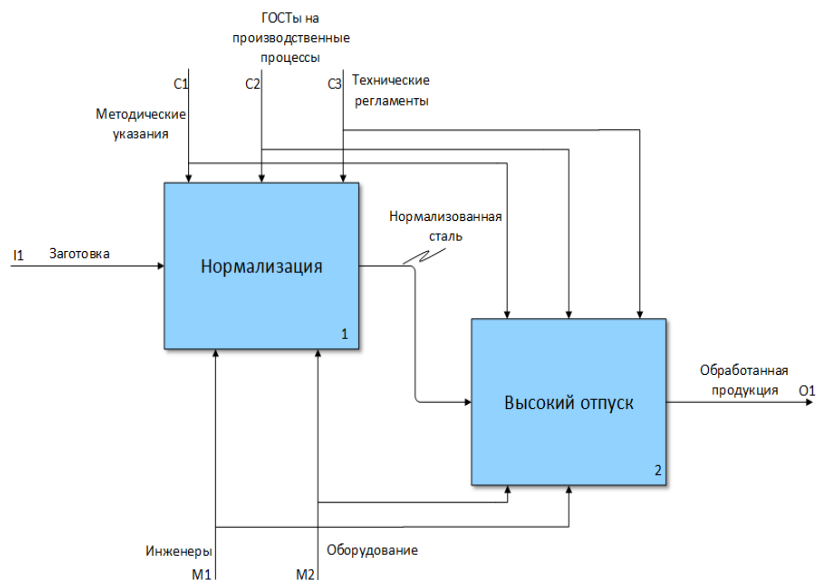 ГОСТы на
производственные
процессы
C1
C2
C3
Технические
регламенты
Методические
указания
Нормализованная
сталь
I1
Заготовка
Нормализация
1
Обработанная
продукция
O1
Высокий отпуск
2
Инженеры
M1
Оборудование
M2